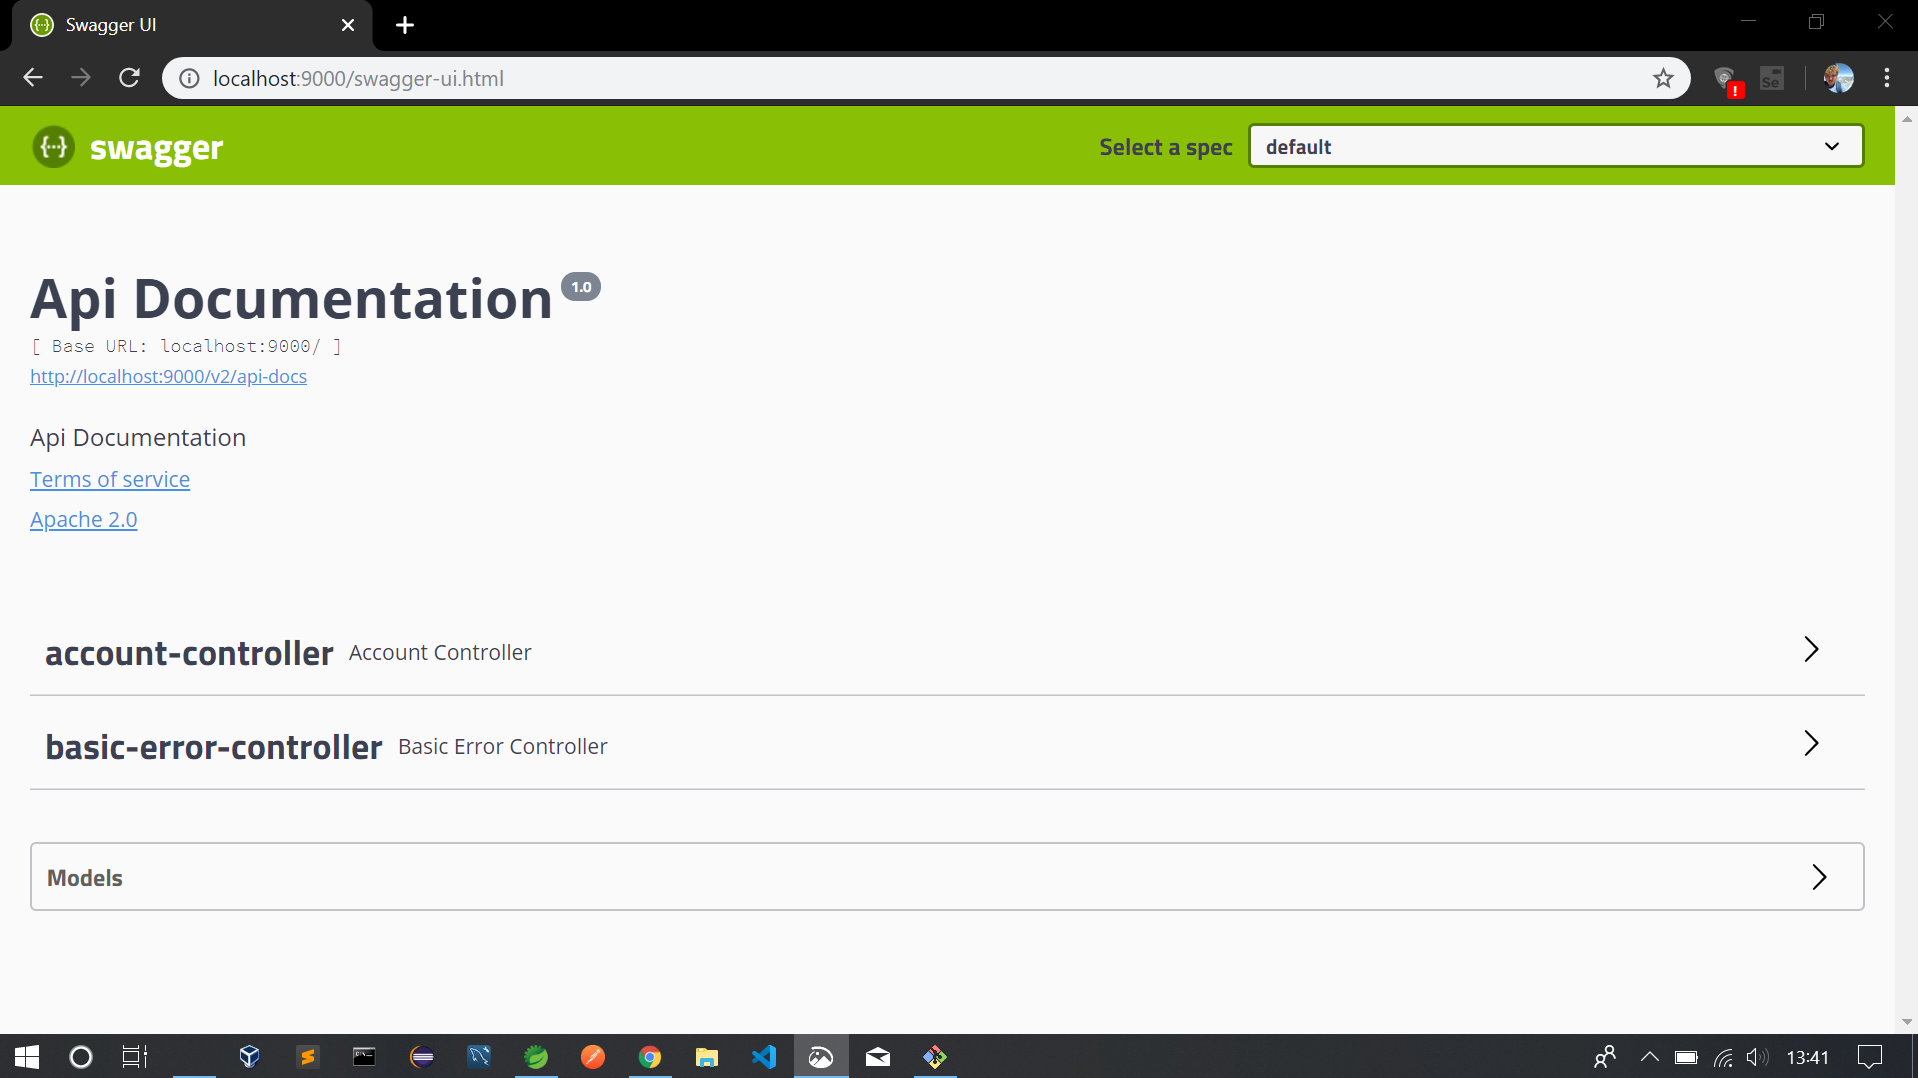 Swagger UI
localhost:9000/swagger-ui.html
Se
!
swagger
Select a spec
default
Api Documentation 1.0
[ Base URL: localhost:9000/ ]
http://localhost:9000/v2/api-docs
Api Documentation
Terms of service
Apache 2.0
account-controller Account Controller
basic-error-controller Basic Error Controller
Models
13:41